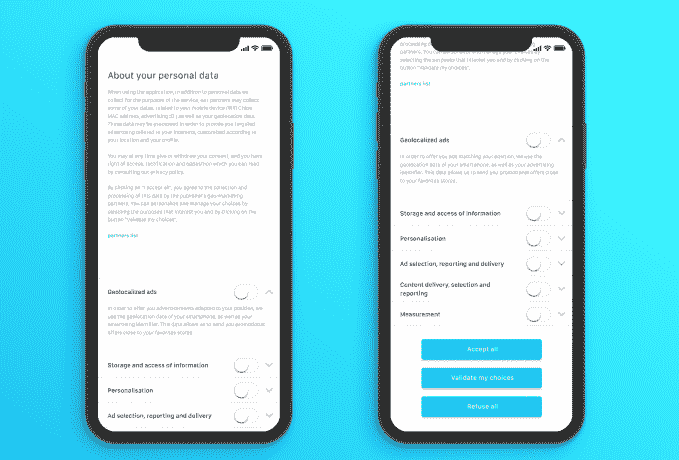 About your personal data
When using the application, in addition to personal data we
collect for the purposes of the service, our partners may collect
some of your data, related to your mobile device
MAC address, advertising ID), as well as your geolocation data.
These data may be processed in order to provide you targeted
advertising tailored to your interests, customised according to
your location and your profile.
You may at any time give or withdraw your consent, and you have
right of access, rectification and opposition which you can read
by consulting our privacy policy.
By clicking on "I accept all", you agree to the collection and
processing of this data by the publisher's geo-marketing
partners. You can personalise and manage your choices by
selecting the purposes that interest you and by clicking on the
button "Validate my choices".
partners list
Geolocalized ads
In order to offer you advertisements adapted to your position, we
use the geolocation data of your smartphone, as well as your
advertising identifier. This data allows us to send you promotional
offers close to your favorites stores.
Storage and access of information
Personalisation
Ad selection, reporting and delivery
selecting the purposes that interest you and by clicking on the
button "Validate my choices".
partners list
Geolocalized ads
In order to offer you ads matching your position, we use the
geolocation data of your smartphone, as well as your advertising
identifier. This data allows us to send you promotional offers close
to your favorites stores.
Storage and access of information
Personalisation
Ad selection, reporting and delivery
Content delivery, selection and
reporting
Measurement
Accept all
Validate my choices
Refuse all